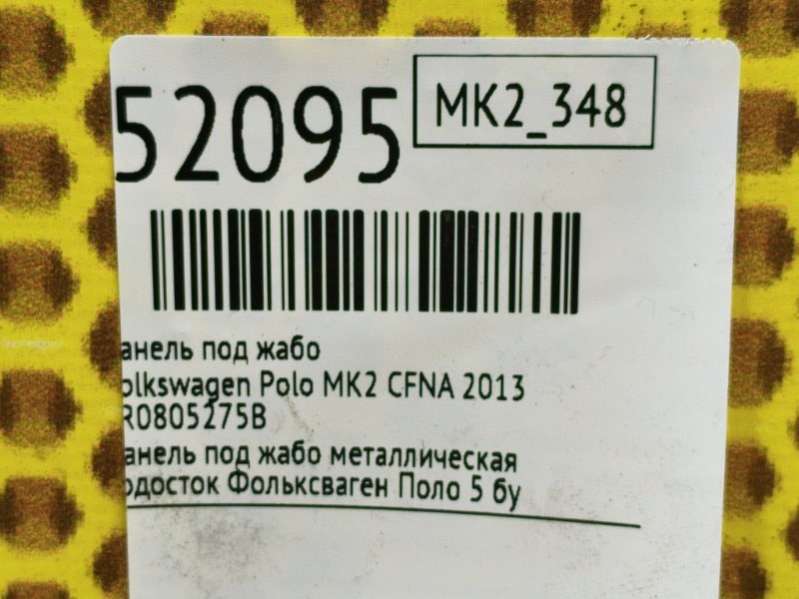 52095
MK2_348
анель под жабо
olkswagen Polo MK2 CFNA 2013
R0805275B
анель под жабо металлическая
одосток Фольксваген Поло 5 бу